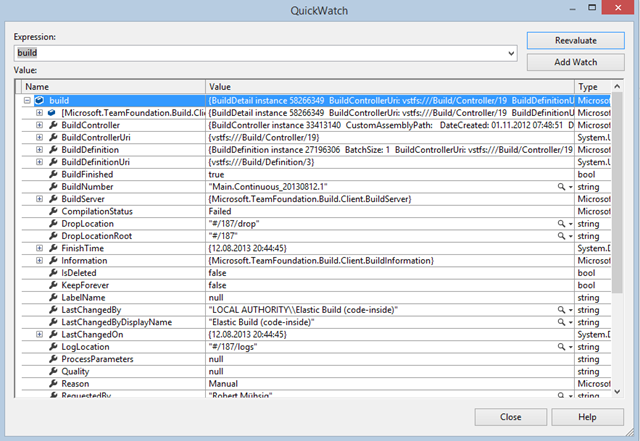 QuickWatch
Expression:
build
Reevaluate
Add Watch
Value:
Name Value Type
build {BuildDetail instance 58266349 BuildControllerUri: vstfs:///Build/Controller/19 BuildDefinitionU Microsof
[Microsoft.TeamFoundation.Build.Cli {BuildDetail instance 58266349 BuildControllerUri: vstfs:///Build/Controller/19 BuildDefinitionU Microsof
BuildController {BuildController instance 33413140 CustomAssemblyPath: DateCreated: 01.11.2012 07:48:51 D Microsof
BuildControllerUri {vstfs:///Build/Controller/19} System.U
BuildDefinition {BuildDefinition instance 27196306 BatchSize: 1 BuildControllerUri: vstfs:///Build/Controller/19 Microsof
BuildDefinitionUri {vstfs:///Build/Definition/3} System.U
BuildFinished true bool
BuildNumber "Main.Continuous_20130812.1" string
BuildServer {Microsoft.TeamFoundation.Build.Client.BuildServer} Microsof
CompilationStatus Failed Microsof
DropLocation "#/187/drop" string
DropLocationRoot "#/187" string
FinishTime {12.08.2013 20:44:45} System.D
Information {Microsoft.TeamFoundation.Build.Client.BuildInformation} Microsof
IsDeleted false bool
KeepForever false bool
LabelName null string
LastChangedBy "LOCAL AUTHORITY\\Elastic Build (code-inside)" string
LastChangedByDisplayName "Elastic Build (code-inside)" string
LastChangedOn {12.08.2013 20:44:45} System.D
LogLocation "#/187/logs" string
ProcessParameters null string
Quality null string
Reason Manual Microsof
RequestedBy "Robert Mühsig" string
Close
Help